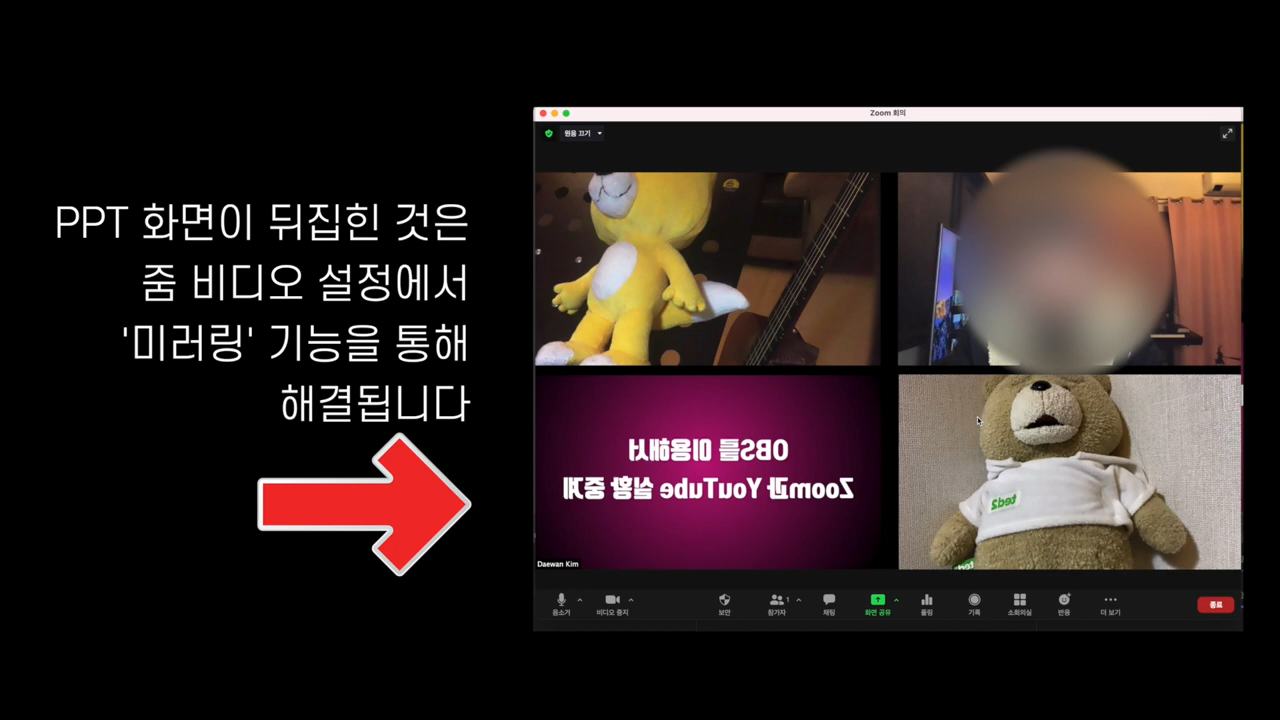 PPT 화면이 뒤집힌 것은
줌 비디오 설정에서
'미러링' 기능을 통해
해결됩니다
Zoom 회의
원음 끄기
OBS를 이용해서
Zoom과 YouTube 실황 중계
ted2
ted
Daewan Kim
음소거
비디오 중지
보안
1
참가자
채팅
화면 공유
폴링
기록
소회의실
반응
더 보기
종료